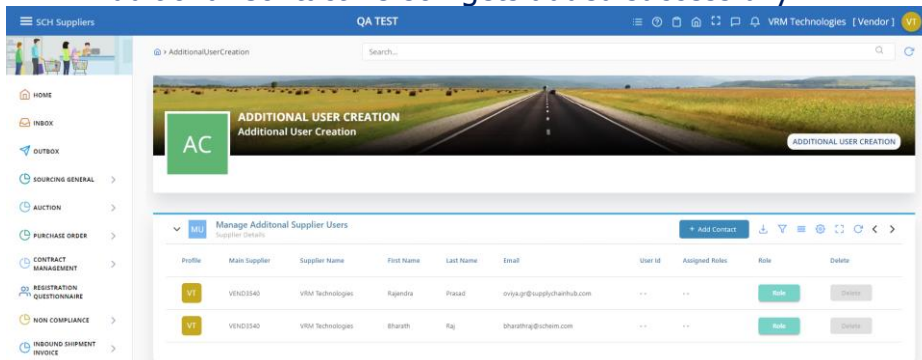 SCH Suppliers
QA TEST
VRM Technologies [ Vendor ]
VT
> AdditionalUserCreation
Search...
HOME
INBOX
OUTBOX
SOURCING GENERAL
AUCTION
PURCHASE ORDER
CONTRACT
MANAGEMENT
REGISTRATION
QUESTIONNAIRE
NON COMPLIANCE
INBOUND SHIPMENT
INVOICE
AC
ADDITIONAL USER CREATION
Additional User Creation
ADDITIONAL USER CREATION
MU
Manage Additonal Supplier Users
Supplier Details
+ Add Contact
Profile Main Supplier Supplier Name First Name Last Name Email User Id Assigned Roles Role Delete
VT VEND3540 VRM Technologies Rajendra Prasad oviya.gr@supplychainhub.com - - - - Role Delete
VT VEND3540 VRM Technologies Bharath Raj bharathraj@scheim.com - - - - Role Delete